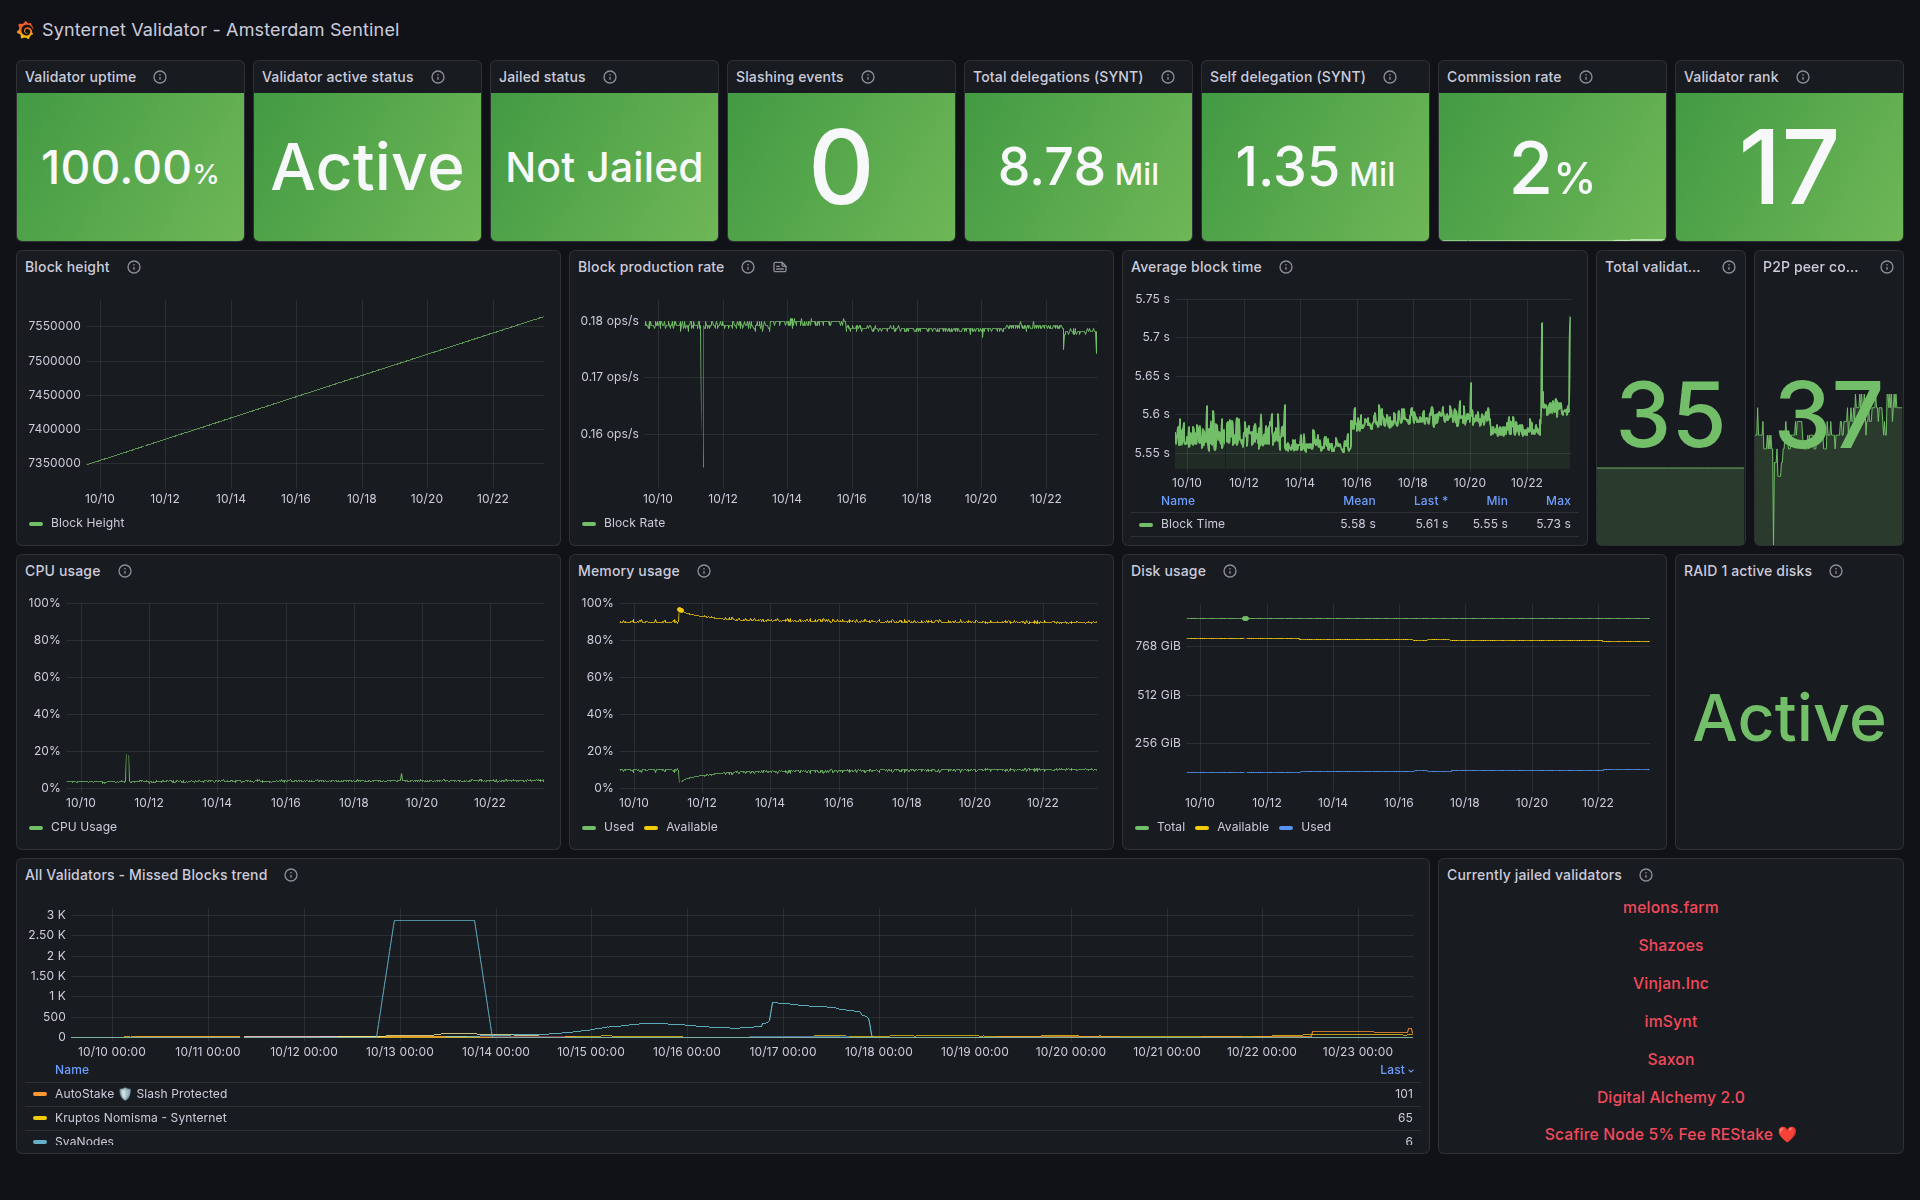 Synternet Validator - Amsterdam Sentinel
Validator uptime
Validator active status
Jailed status
Slashing events
Total delegations (SYNT)
Self delegation (SYNT)
Commission rate
Validator rank
100.00%
Active
Not Jailed
0
8.78 Mil
1.35 Mil
2%
17
Block height
7550000
7500000
7450000
7400000
7350000
10/10 10/12 10/14 10/16 10/18 10/20 10/22
Block Height
Block production rate
0.18 ops/s
0.17 ops/s
0.16 ops/s
10/10 10/12 10/14 10/16 10/18 10/20 10/22
Block Rate
Average block time
5.75 s
5.7 s
5.65 s
5.6 s
5.55 s
10/10 10/12 10/14 10/16 10/18 10/20 10/22
Name Mean Last * Min Max
Block Time 5.58 s 5.61 s 5.55 s 5.73 s
Total validat...
35
P2P peer co...
37
CPU usage
100%
80%
60%
40%
20%
0%
10/10 10/12 10/14 10/16 10/18 10/20 10/22
CPU Usage
Memory usage
100%
80%
60%
40%
20%
0%
10/10 10/12 10/14 10/16 10/18 10/20 10/22
Used Available
Disk usage
768 GiB
512 GiB
256 GiB
10/10 10/12 10/14 10/16 10/18 10/20 10/22
Total Available Used
RAID 1 active disks
Active
All Validators - Missed Blocks trend
3 K
2.50 K
2 K
1.50 K
1 K
500
0
10/10 00:00 10/11 00:00 10/12 00:00 10/13 00:00 10/14 00:00 10/15 00:00 10/16 00:00 10/17 00:00 10/18 00:00 10/19 00:00 10/20 00:00 10/21 00:00 10/22 00:00 10/23 00:00
Name Last
AutoStake 🛡️ Slash Protected 101
Kruptos Nomisma - Synternet 65
SvaNodes 6
Currently jailed validators
melons.farm
Shazoes
Vinjan.Inc
imSynt
Saxon
Digital Alchemy 2.0
Scafire Node 5% Fee REStake ❤️